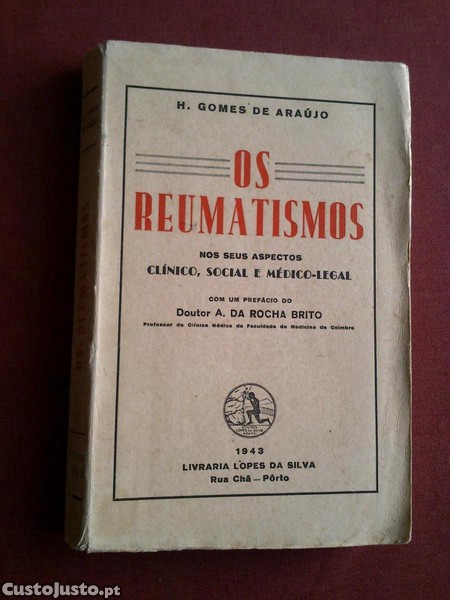 H. GOMES DE ARAÚJO
OS
REUMATISMOS
NOS SEUS ASPECTOS
CLÍNICO, SOCIAL E MÉDICO-LEGAL
COM UM PREFÁCIO DO
Doutor A. DA ROCHA BRITO
Professor de Clínica Médica da Faculdade de Medicina de Coimbra
1943
LIVRARIA LOPES DA SILVA
Rua Chã — Pôrto
OS REUMATISMOS
CustoJusto.pt